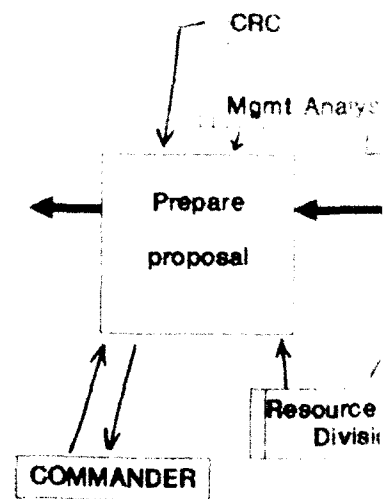 CRC
Mgmt Analys
Prepare
proposal
Resource
Divisi
COMMANDER